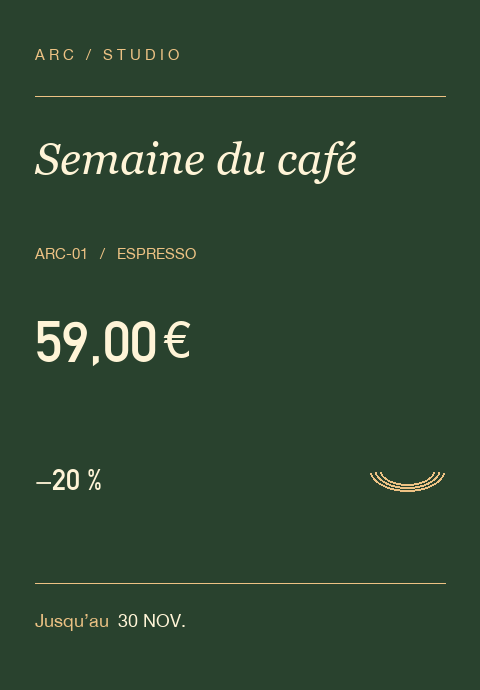 ARC / STUDIO
Semaine du café
ARC-01 / ESPRESSO
59,00 €
–20 %
Jusqu’au 30 NOV.